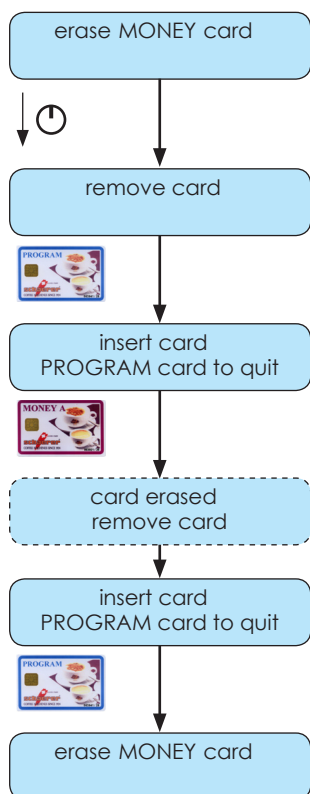 erase MONEY card
remove card
PROGRAM
insert card
PROGRAM card to quit
MONEY A
card erased
remove card
insert card
PROGRAM card to quit
PROGRAM
erase MONEY card